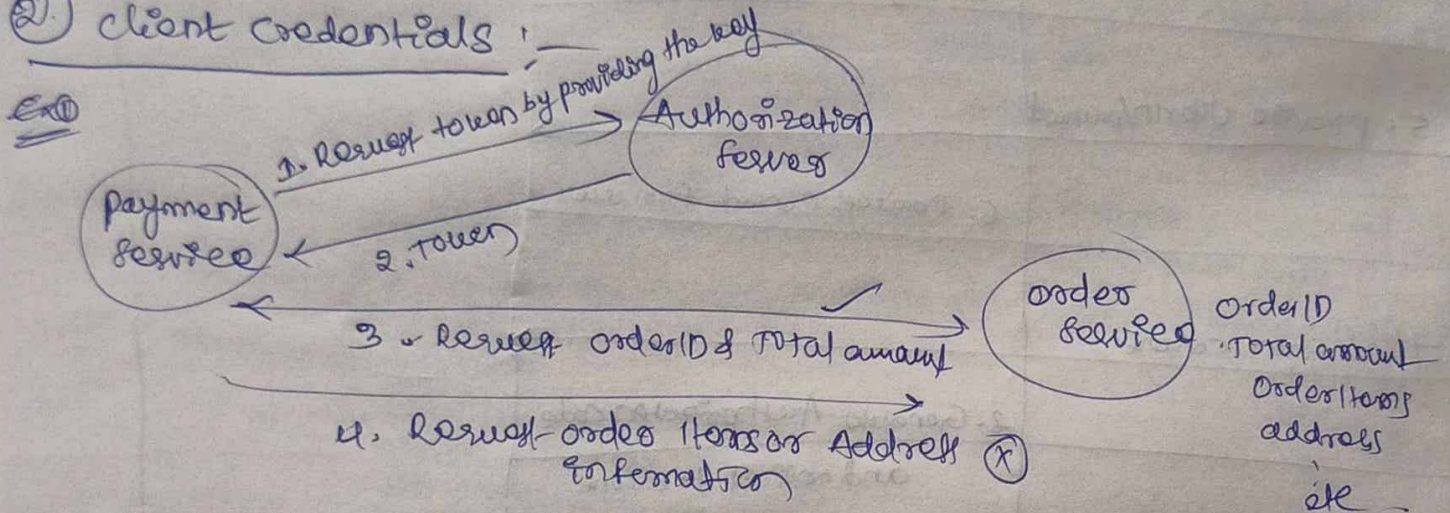 2. Client Credentials :-
Ex①
1. Request token by providing the key
Authorization
Server
Payment
Service
2. Token
Order
Service
OrderID
Total amount
OrderItems
address
etc
3. Request orderID & Total amount
4. Request order Items or Address
Information